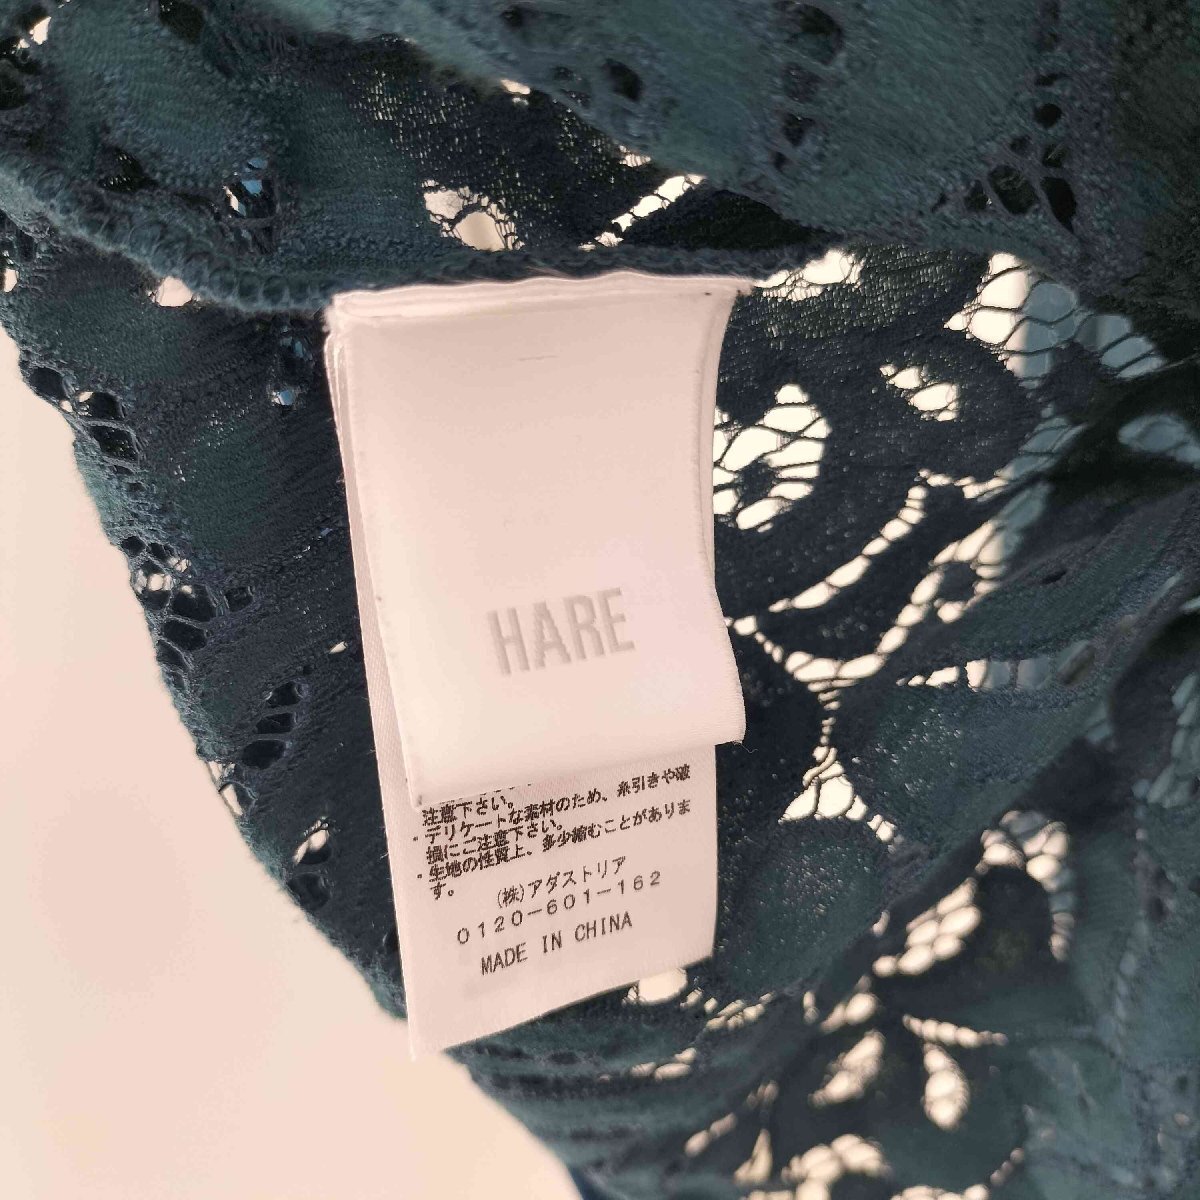 HARE
注意下さい。
・デリケートな素材のため、糸引きや破
損にご注意下さい。
・生地の性質上、多少縮むことがありま
す。
(株)アダストリア
0120-601-162
MADE IN CHINA